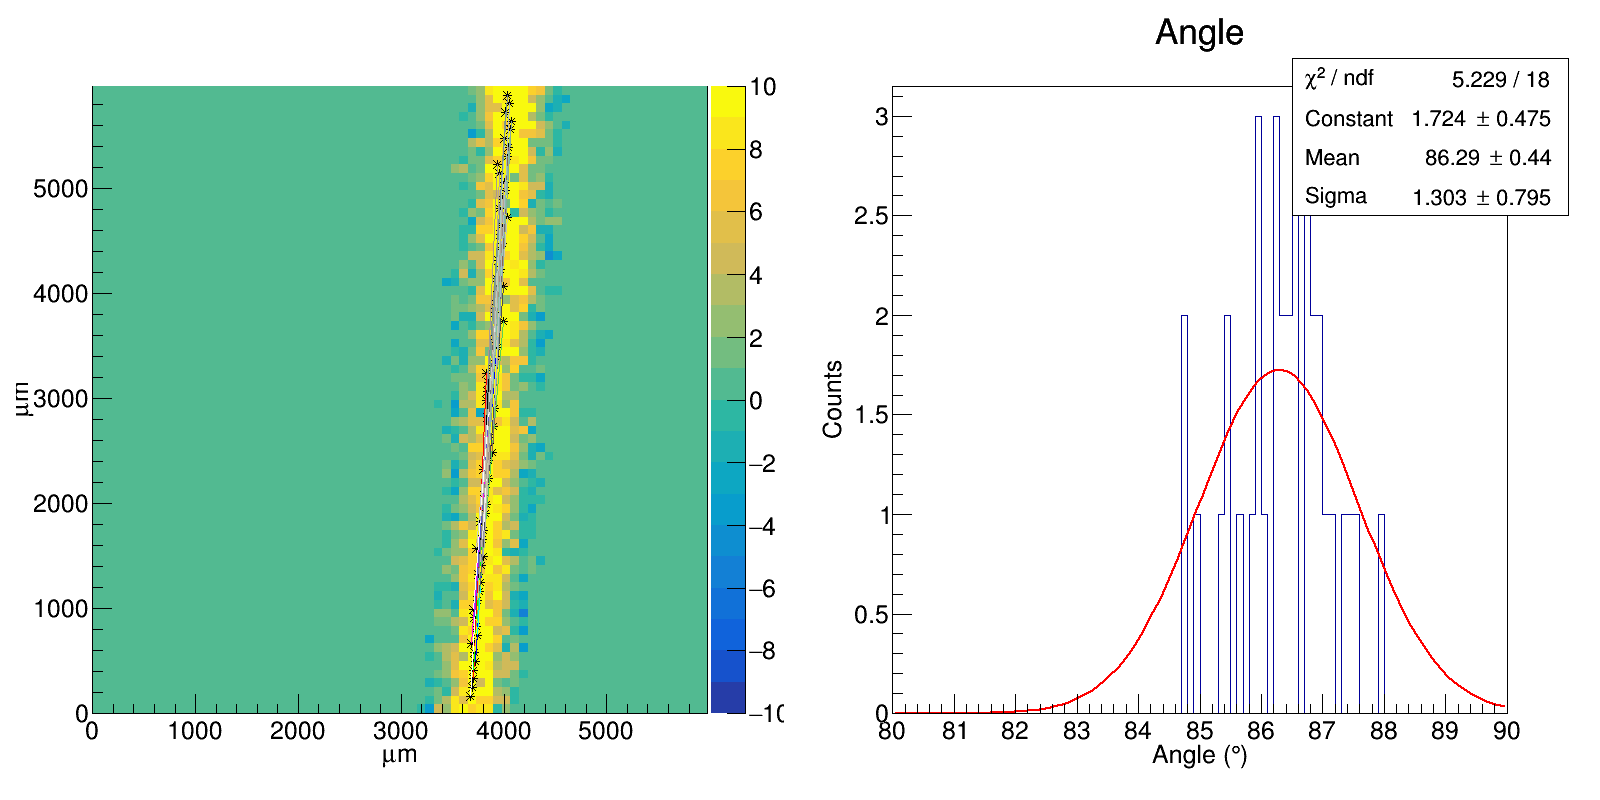 Angle
χ² / ndf 5.229 / 18
Constant 1.724 ± 0.475
Mean 86.29 ± 0.44
Sigma 1.303 ± 0.795
μm
5000
4000
3000
2000
1000
0
0 1000 2000 3000 4000 5000
μm
10
8
6
4
2
0
−2
−4
−6
−8
−10
Counts
3
2.5
2
1.5
1
0.5
0
80 81 82 83 84 85 86 87 88 89 90
Angle (°)